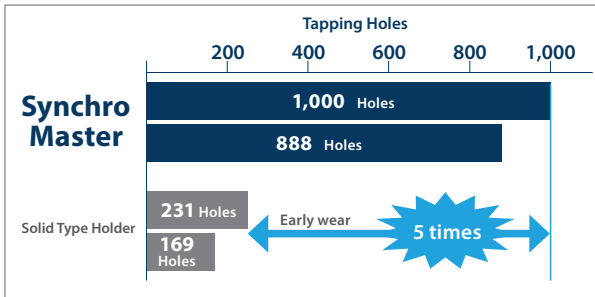 Tapping Holes
200 400 600 800 1,000
Synchro
Master
1,000 Holes
888 Holes
Solid Type Holder
231 Holes
169
Holes
Early wear
5 times